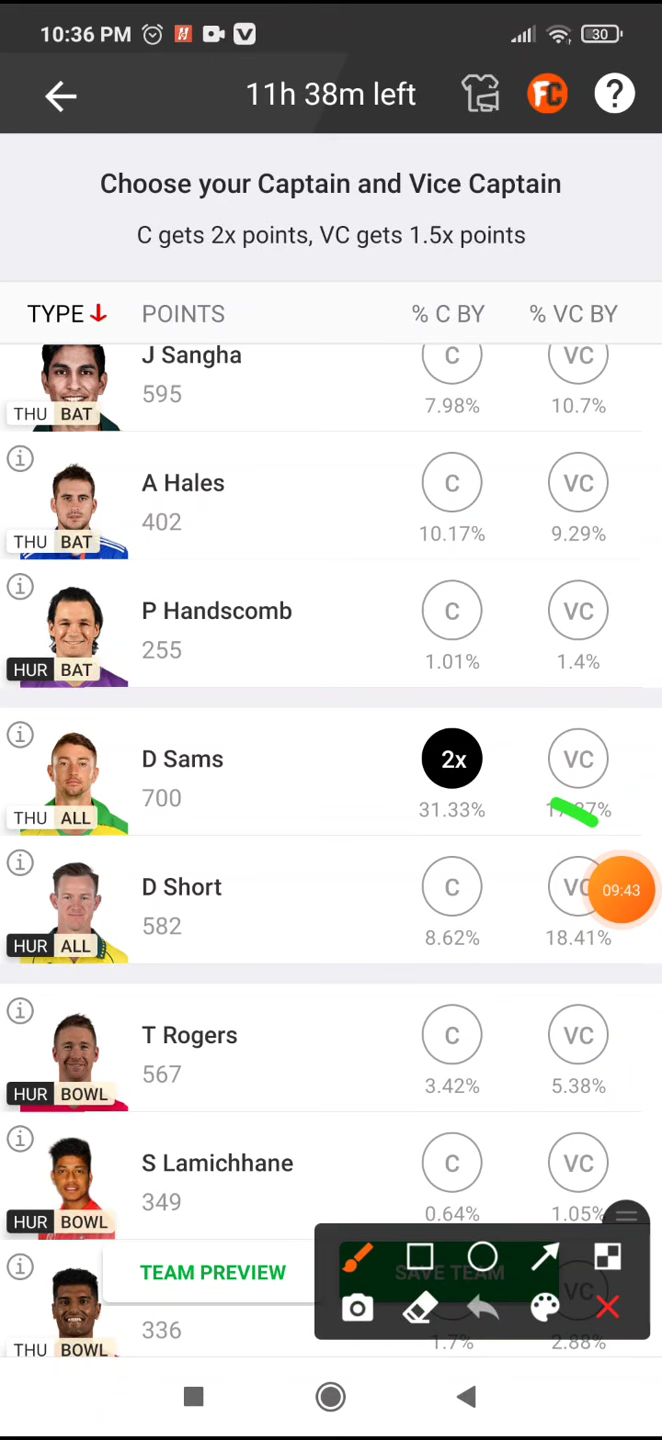 10:36 PM 30
11h 38m left FC ?
Choose your Captain and Vice Captain
C gets 2x points, VC gets 1.5x points
TYPE POINTS % C BY % VC BY
J Sangha C VC
595
THU BAT 7.98% 10.7%
A Hales C VC
402
THU BAT 10.17% 9.29%
P Handscomb C VC
255
HUR BAT 1.01% 1.4%
D Sams 2x VC
700
THU ALL 31.33%
D Short C VC
582
09:43
HUR ALL 8.62% 18.41%
T Rogers C VC
567
HUR BOWL 3.42% 5.38%
S Lamichhane C VC
349
HUR BOWL 0.64% 1.05%
TEAM PREVIEW SAVE TEAM VC
336
THU BOWL 1.7% 2.88%